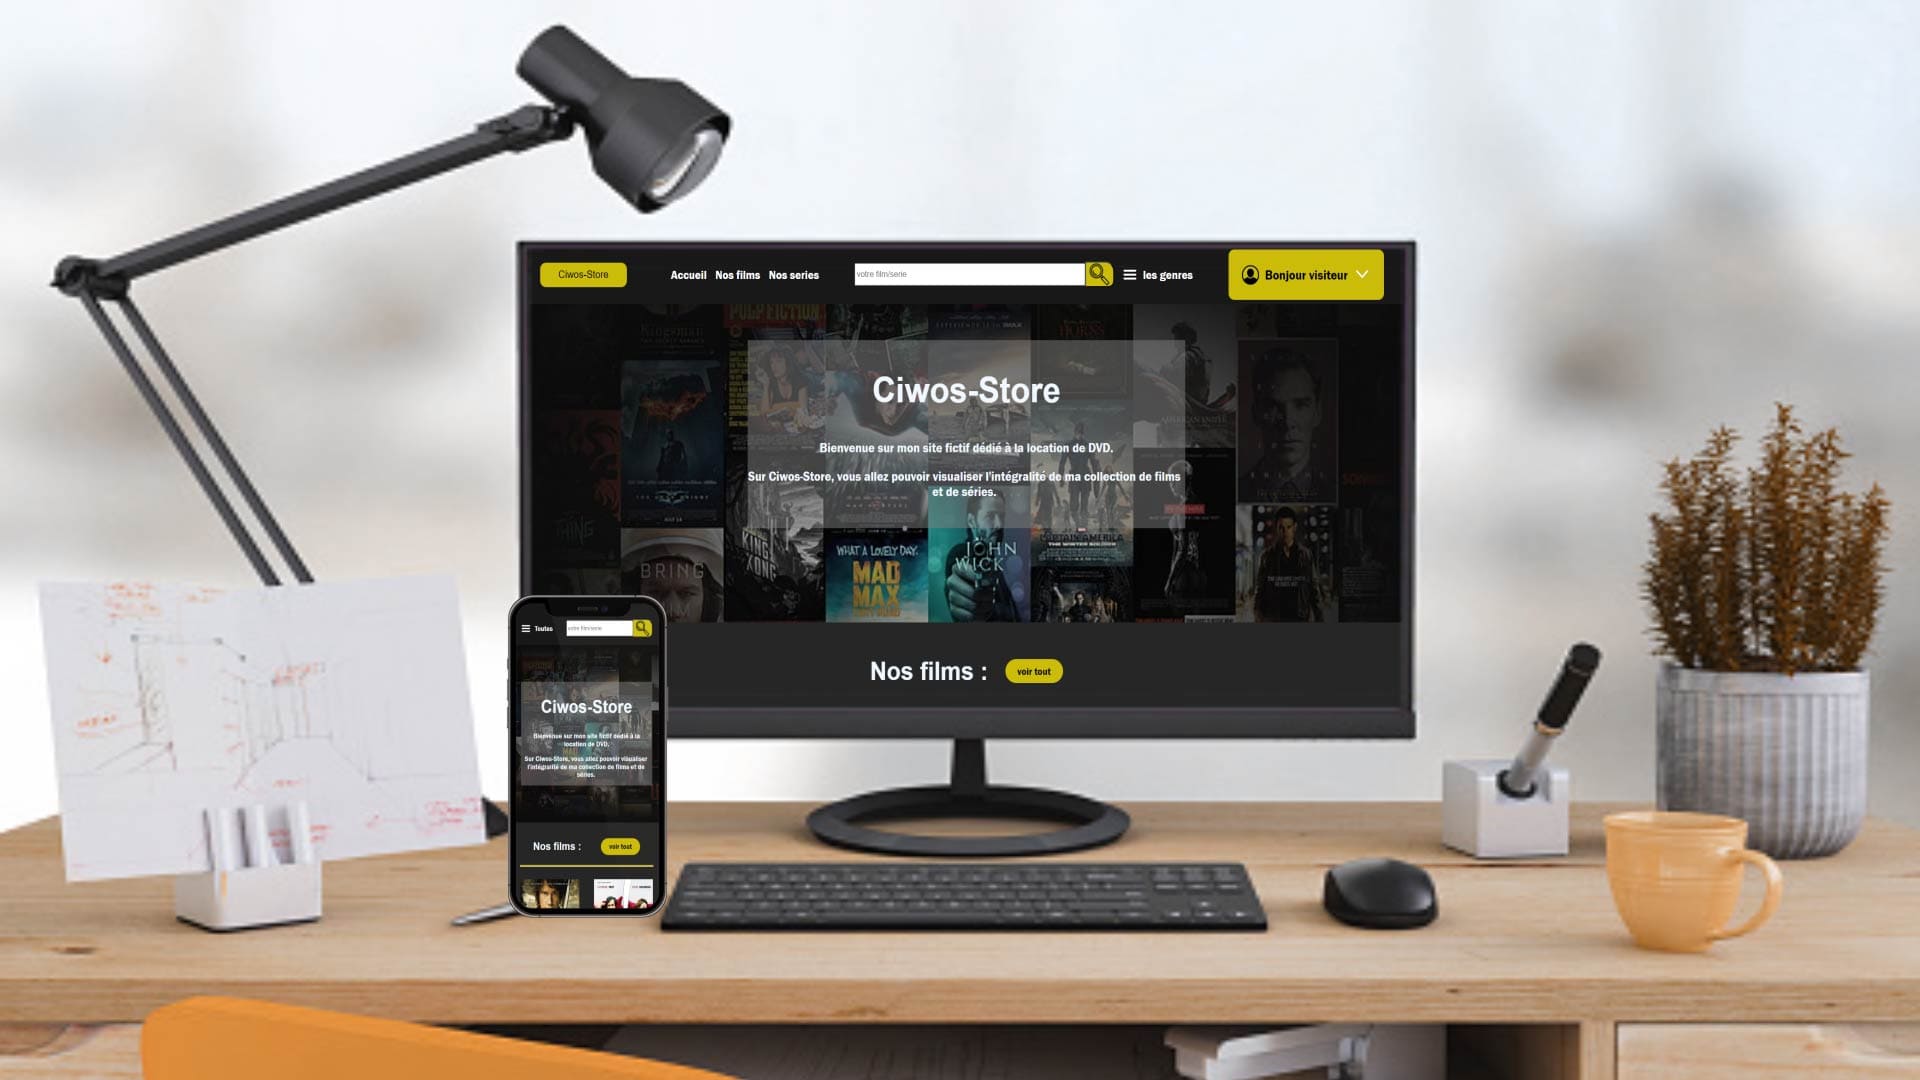 Ciwos-Store
Accueil Nos films Nos series
votre film/serie
les genres
Bonjour visiteur
PULP FICTION
Kingsman
HORNS
Ciwos-Store
AMERICAN SNIPER
Bienvenue sur mon site fictif dédié à la location de DVD.
Sur Ciwos-Store, vous allez pouvoir visualiser l'intégralité de ma collection de films
et de séries.
THING
KING
KONG
BRING
HIM
WHAT A LOVELY DAY.
MAD
MAX
JOHN
WICK
CAPTAIN AMERICA
THE WINTER SOLDIER
Nos films :
voir tout
Toutes
votre film/serie
Ciwos-Store
Bienvenue sur mon site fictif dédié à la
location de DVD.
Sur Ciwos-Store, vous allez pouvoir visualiser
l'intégralité de ma collection de films et de
séries.
Nos films :
voir tout